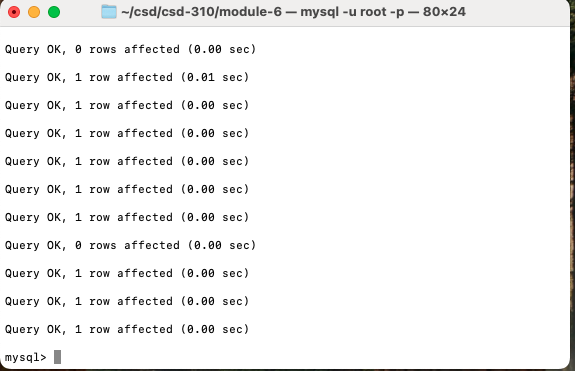 ~/csd/csd-310/module-6 — mysql -u root -p — 80×24
Query OK, 0 rows affected (0.00 sec)
Query OK, 1 row affected (0.01 sec)
Query OK, 1 row affected (0.00 sec)
Query OK, 1 row affected (0.00 sec)
Query OK, 1 row affected (0.00 sec)
Query OK, 1 row affected (0.00 sec)
Query OK, 1 row affected (0.00 sec)
Query OK, 0 rows affected (0.00 sec)
Query OK, 1 row affected (0.00 sec)
Query OK, 1 row affected (0.00 sec)
Query OK, 1 row affected (0.00 sec)
mysql>